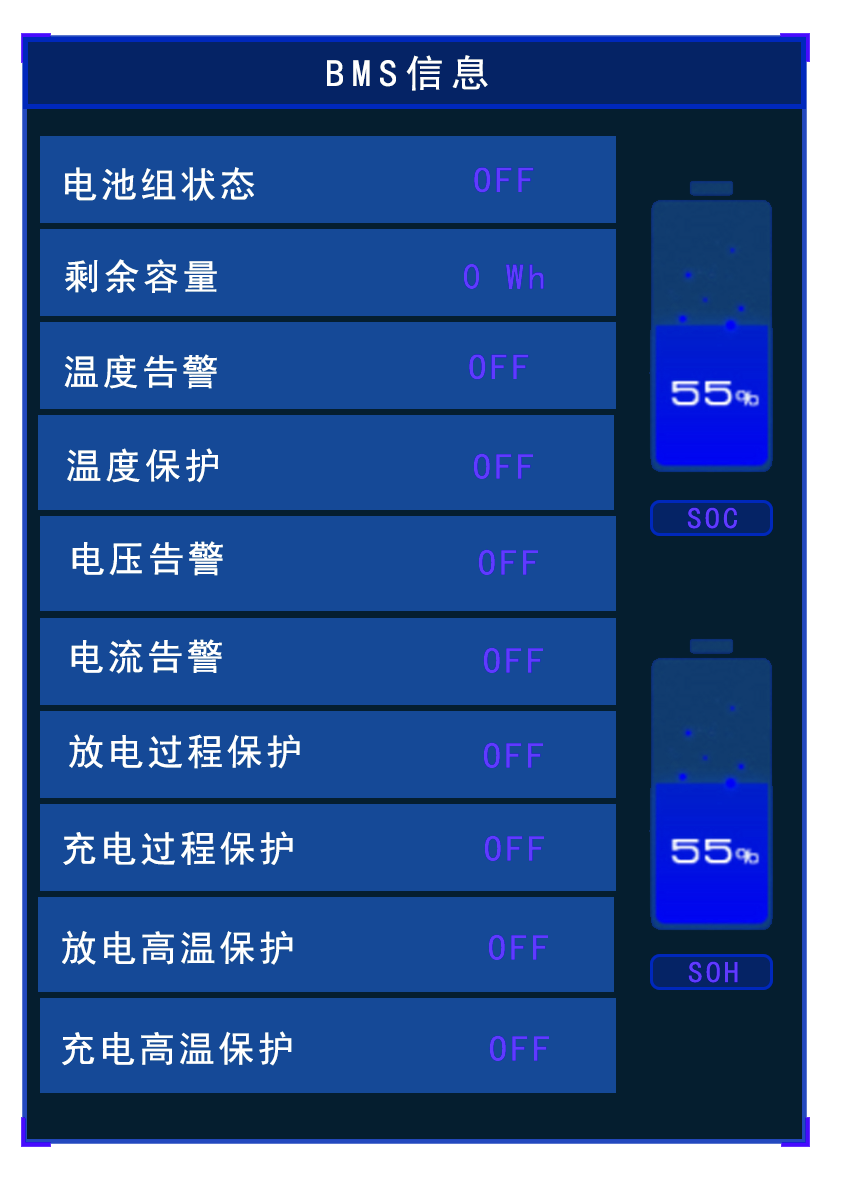 BMS信息
电池组状态 OFF
剩余容量 0 Wh
温度告警 OFF
温度保护 OFF
电压告警 OFF
电流告警 OFF
放电过程保护 OFF
充电过程保护 OFF
放电高温保护 OFF
充电高温保护 OFF
55%
SOC
55%
SOH